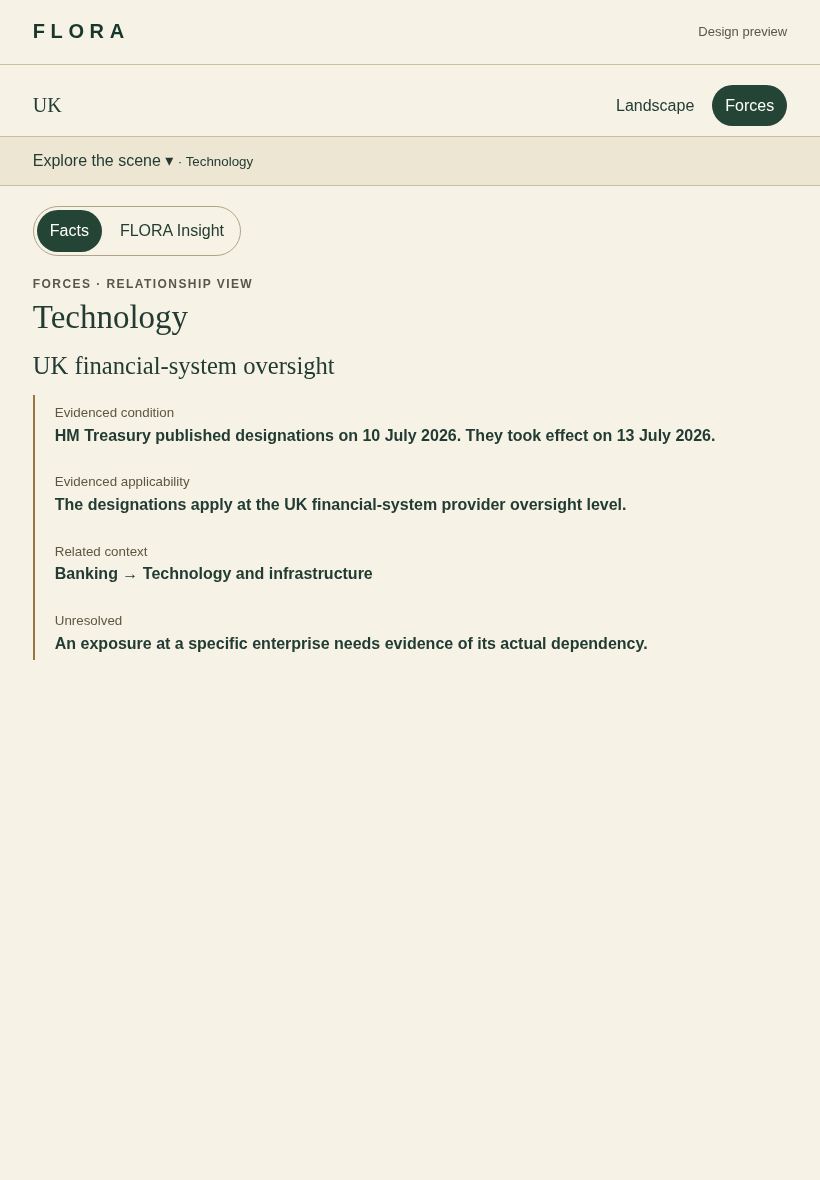 FLORA
Design preview
UK
Landscape
Forces
Explore the scene ▾ · Technology
Facts
FLORA Insight
FORCES · RELATIONSHIP VIEW
Technology
UK financial-system oversight
Evidenced condition
HM Treasury published designations on 10 July 2026. They took effect on 13 July 2026.
Evidenced applicability
The designations apply at the UK financial-system provider oversight level.
Related context
Banking → Technology and infrastructure
Unresolved
An exposure at a specific enterprise needs evidence of its actual dependency.